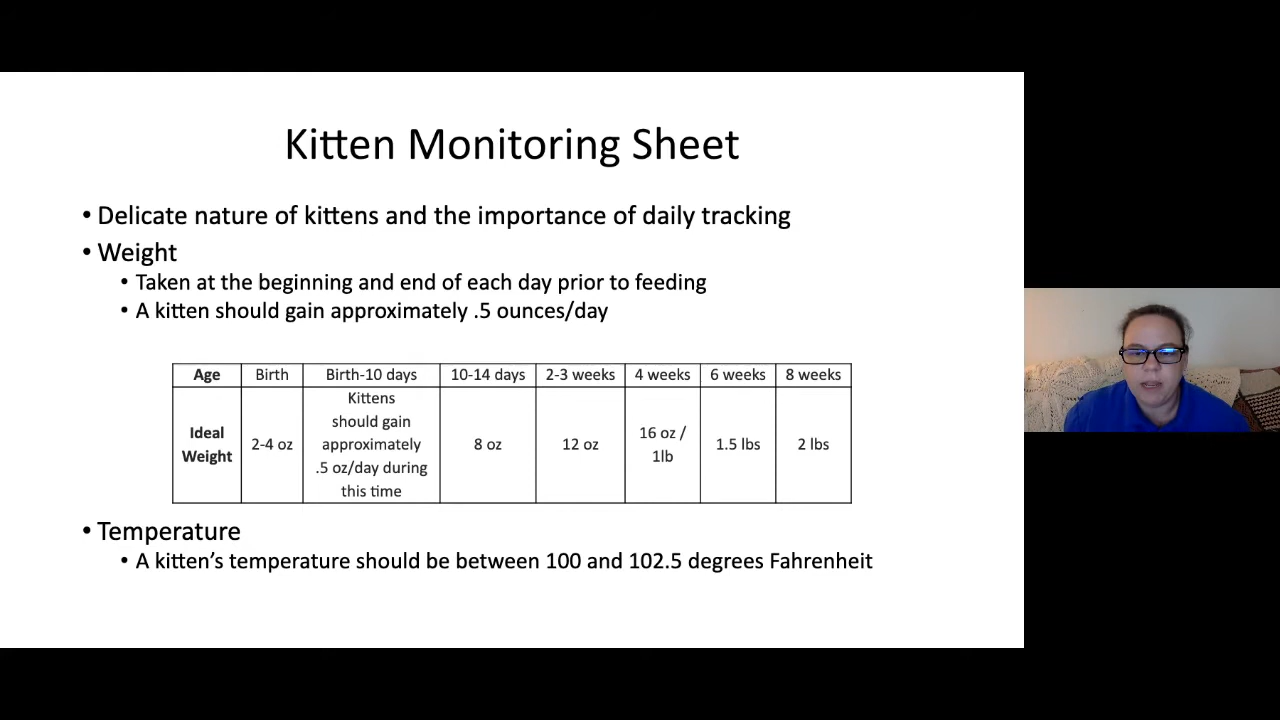 Kitten Monitoring Sheet
• Delicate nature of kittens and the importance of daily tracking
• Weight
• Taken at the beginning and end of each day prior to feeding
• A kitten should gain approximately .5 ounces/day
Age Birth Birth-10 days 10-14 days 2-3 weeks 4 weeks 6 weeks 8 weeks
Ideal Weight 2-4 oz Kittens should gain approximately .5 oz/day during this time 8 oz 12 oz 16 oz / 1lb 1.5 lbs 2 lbs
• Temperature
• A kitten's temperature should be between 100 and 102.5 degrees Fahrenheit